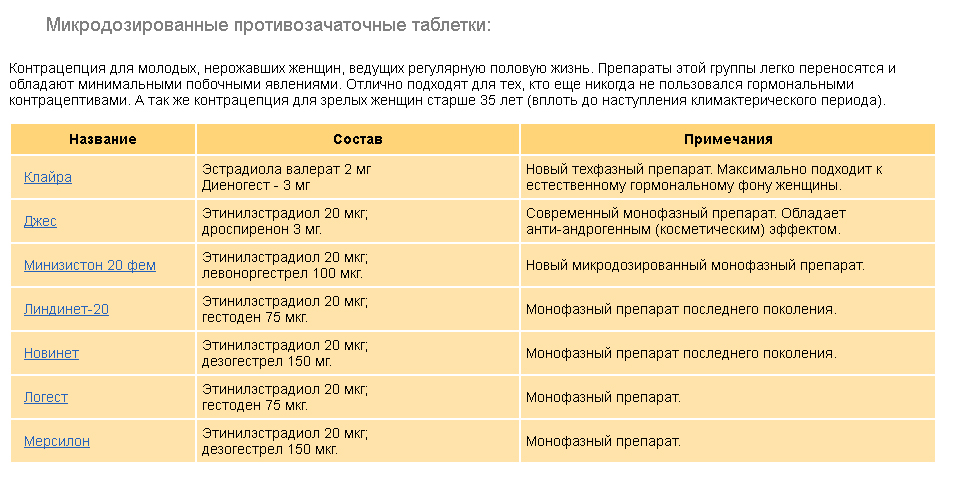 Микродозированные противозачаточные таблетки:
Контрацепция для молодых, нерожавших женщин, ведущих регулярную половую жизнь. Препараты этой группы легко переносятся и
обладают минимальными побочными явлениями. Отлично подходят для тех, кто еще никогда не пользовался гормональными
контрацептивами. А так же контрацепция для зрелых женщин старше 35 лет (вплоть до наступления климактерического периода).
Название Состав Примечания
Клайра
Эстрадиола валерат 2 мг
Диеногест - 3 мг
Новый техфазный препарат. Максимально подходит к
естественному гормональному фону женщины.
Джес
Этинилэстрадиол 20 мкг;
дроспиренон 3 мг.
Современный монофазный препарат. Обладает
анти-андрогенным (косметическим) эффектом.
Минизистон 20 фем
Этинилэстрадиол 20 мкг;
левоноргестрел 100 мкг.
Новый микродозированный монофазный препарат.
Линдинет-20
Этинилэстрадиол 20 мкг;
гестоден 75 мкг.
Монофазный препарат последнего поколения.
Новинет
Этинилэстрадиол 20 мкг;
дезогестрел 150 мг.
Монофазный препарат последнего поколения.
Логест
Этинилэстрадиол 20 мкг;
гестоден 75 мкг.
Монофазный препарат.
Мерсилон
Этинилэстрадиол 20 мкг;
дезогестрел 150 мкг.
Монофазный препарат.